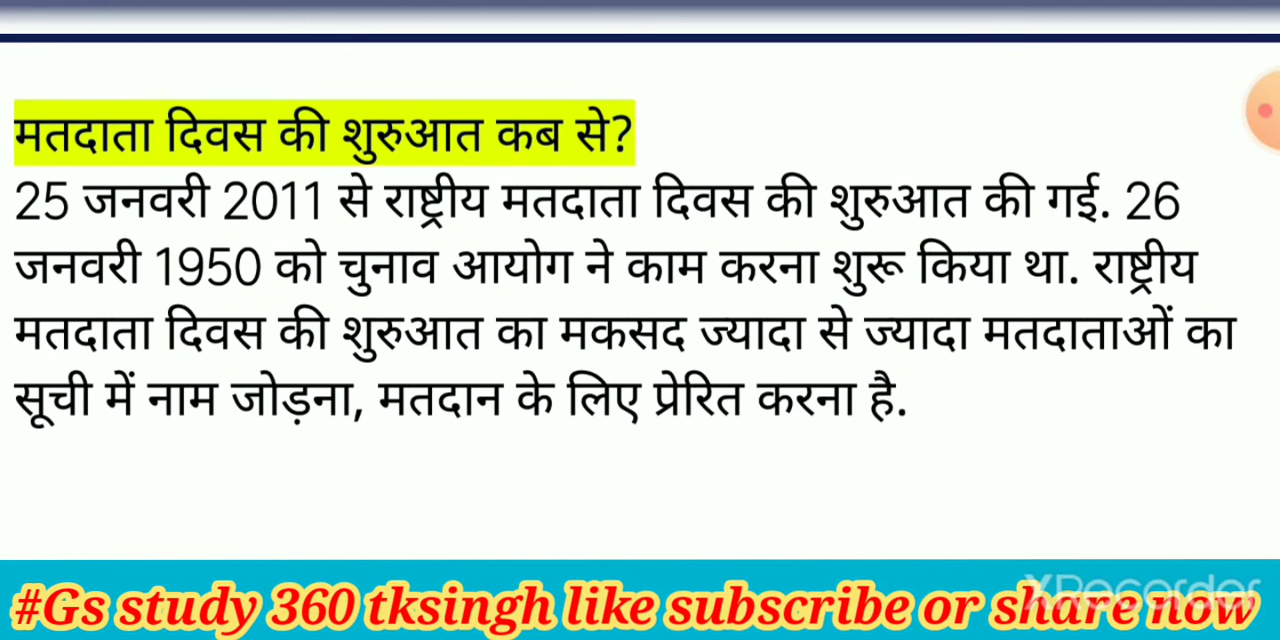 मतदाता दिवस की शुरुआत कब से?
25 जनवरी 2011 से राष्ट्रीय मतदाता दिवस की शुरुआत की गई. 26
जनवरी 1950 को चुनाव आयोग ने काम करना शुरू किया था. राष्ट्रीय
मतदाता दिवस की शुरुआत का मकसद ज्यादा से ज्यादा मतदाताओं का
सूची में नाम जोड़ना, मतदान के लिए प्रेरित करना है.
XRecorder
#Gs study 360 tksingh like subscribe or share now